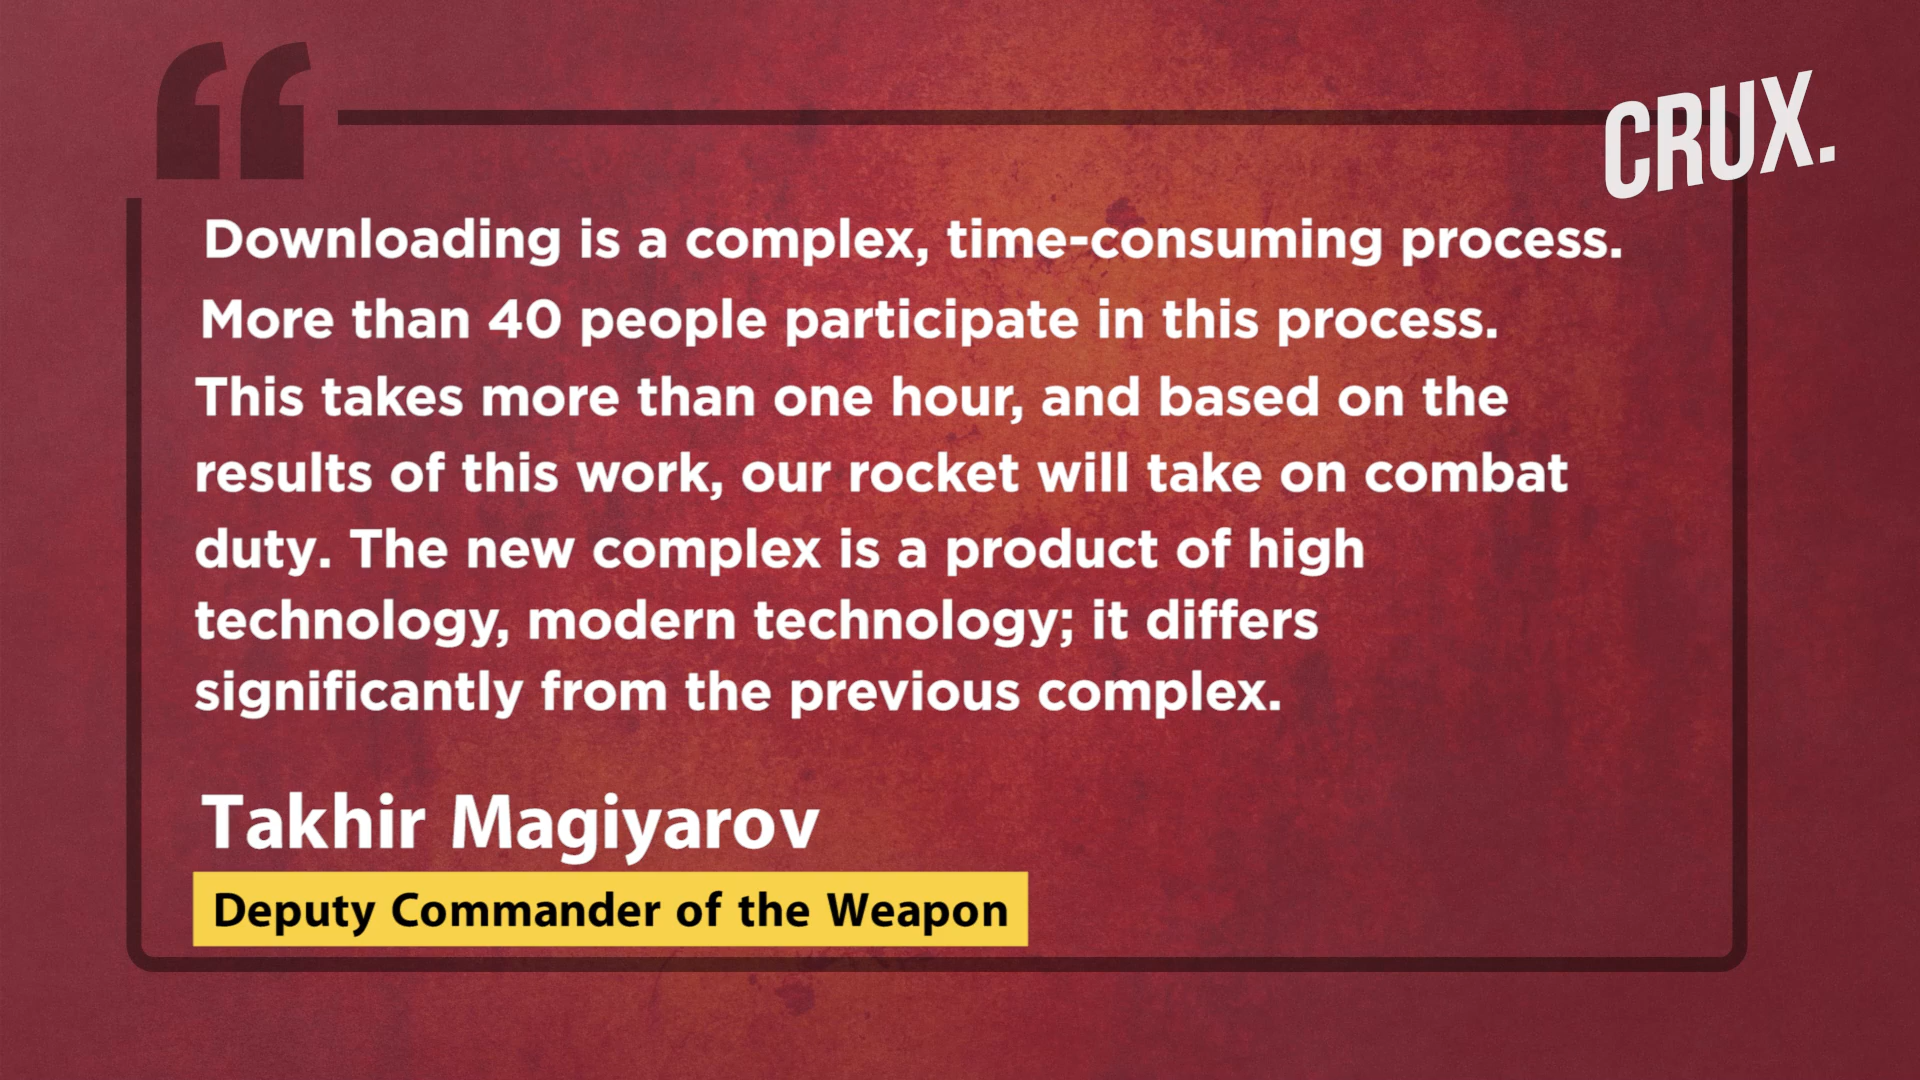 CRUX.
Downloading is a complex, time-consuming process.
More than 40 people participate in this process.
This takes more than one hour, and based on the
results of this work, our rocket will take on combat
duty. The new complex is a product of high
technology, modern technology; it differs
significantly from the previous complex.
Takhir Magiyarov
Deputy Commander of the Weapon